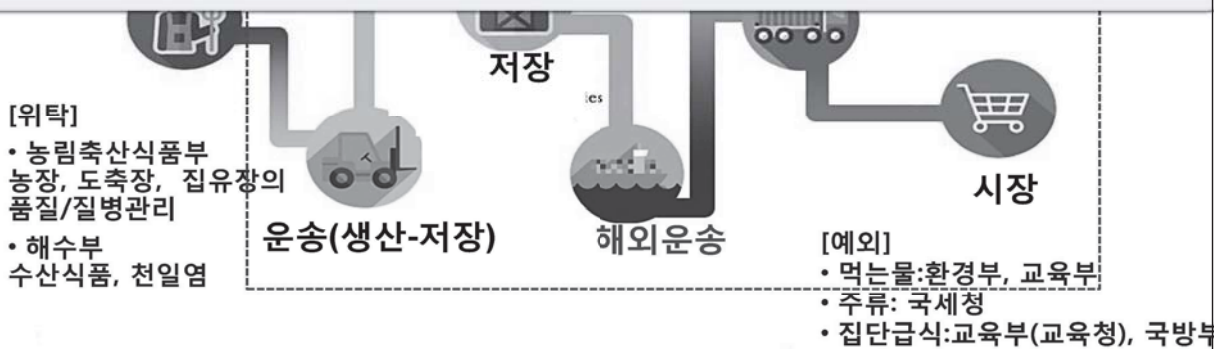 저장
ies
[위탁]
• 농림축산식품부
농장, 도축장, 집유장의
품질/질병관리
• 해수부
수산식품, 천일염
운송(생산-저장)
해외운송
시장
[예외]
• 먹는물:환경부, 교육부
• 주류: 국세청
• 집단급식:교육부(교육청), 국방부